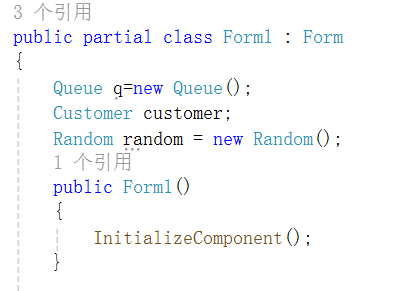 3 个引用
public partial class Form1 : Form
{
Queue q=new Queue();
Customer customer;
Random random = new Random();
1 个引用
public Form1()
{
InitializeComponent();
}